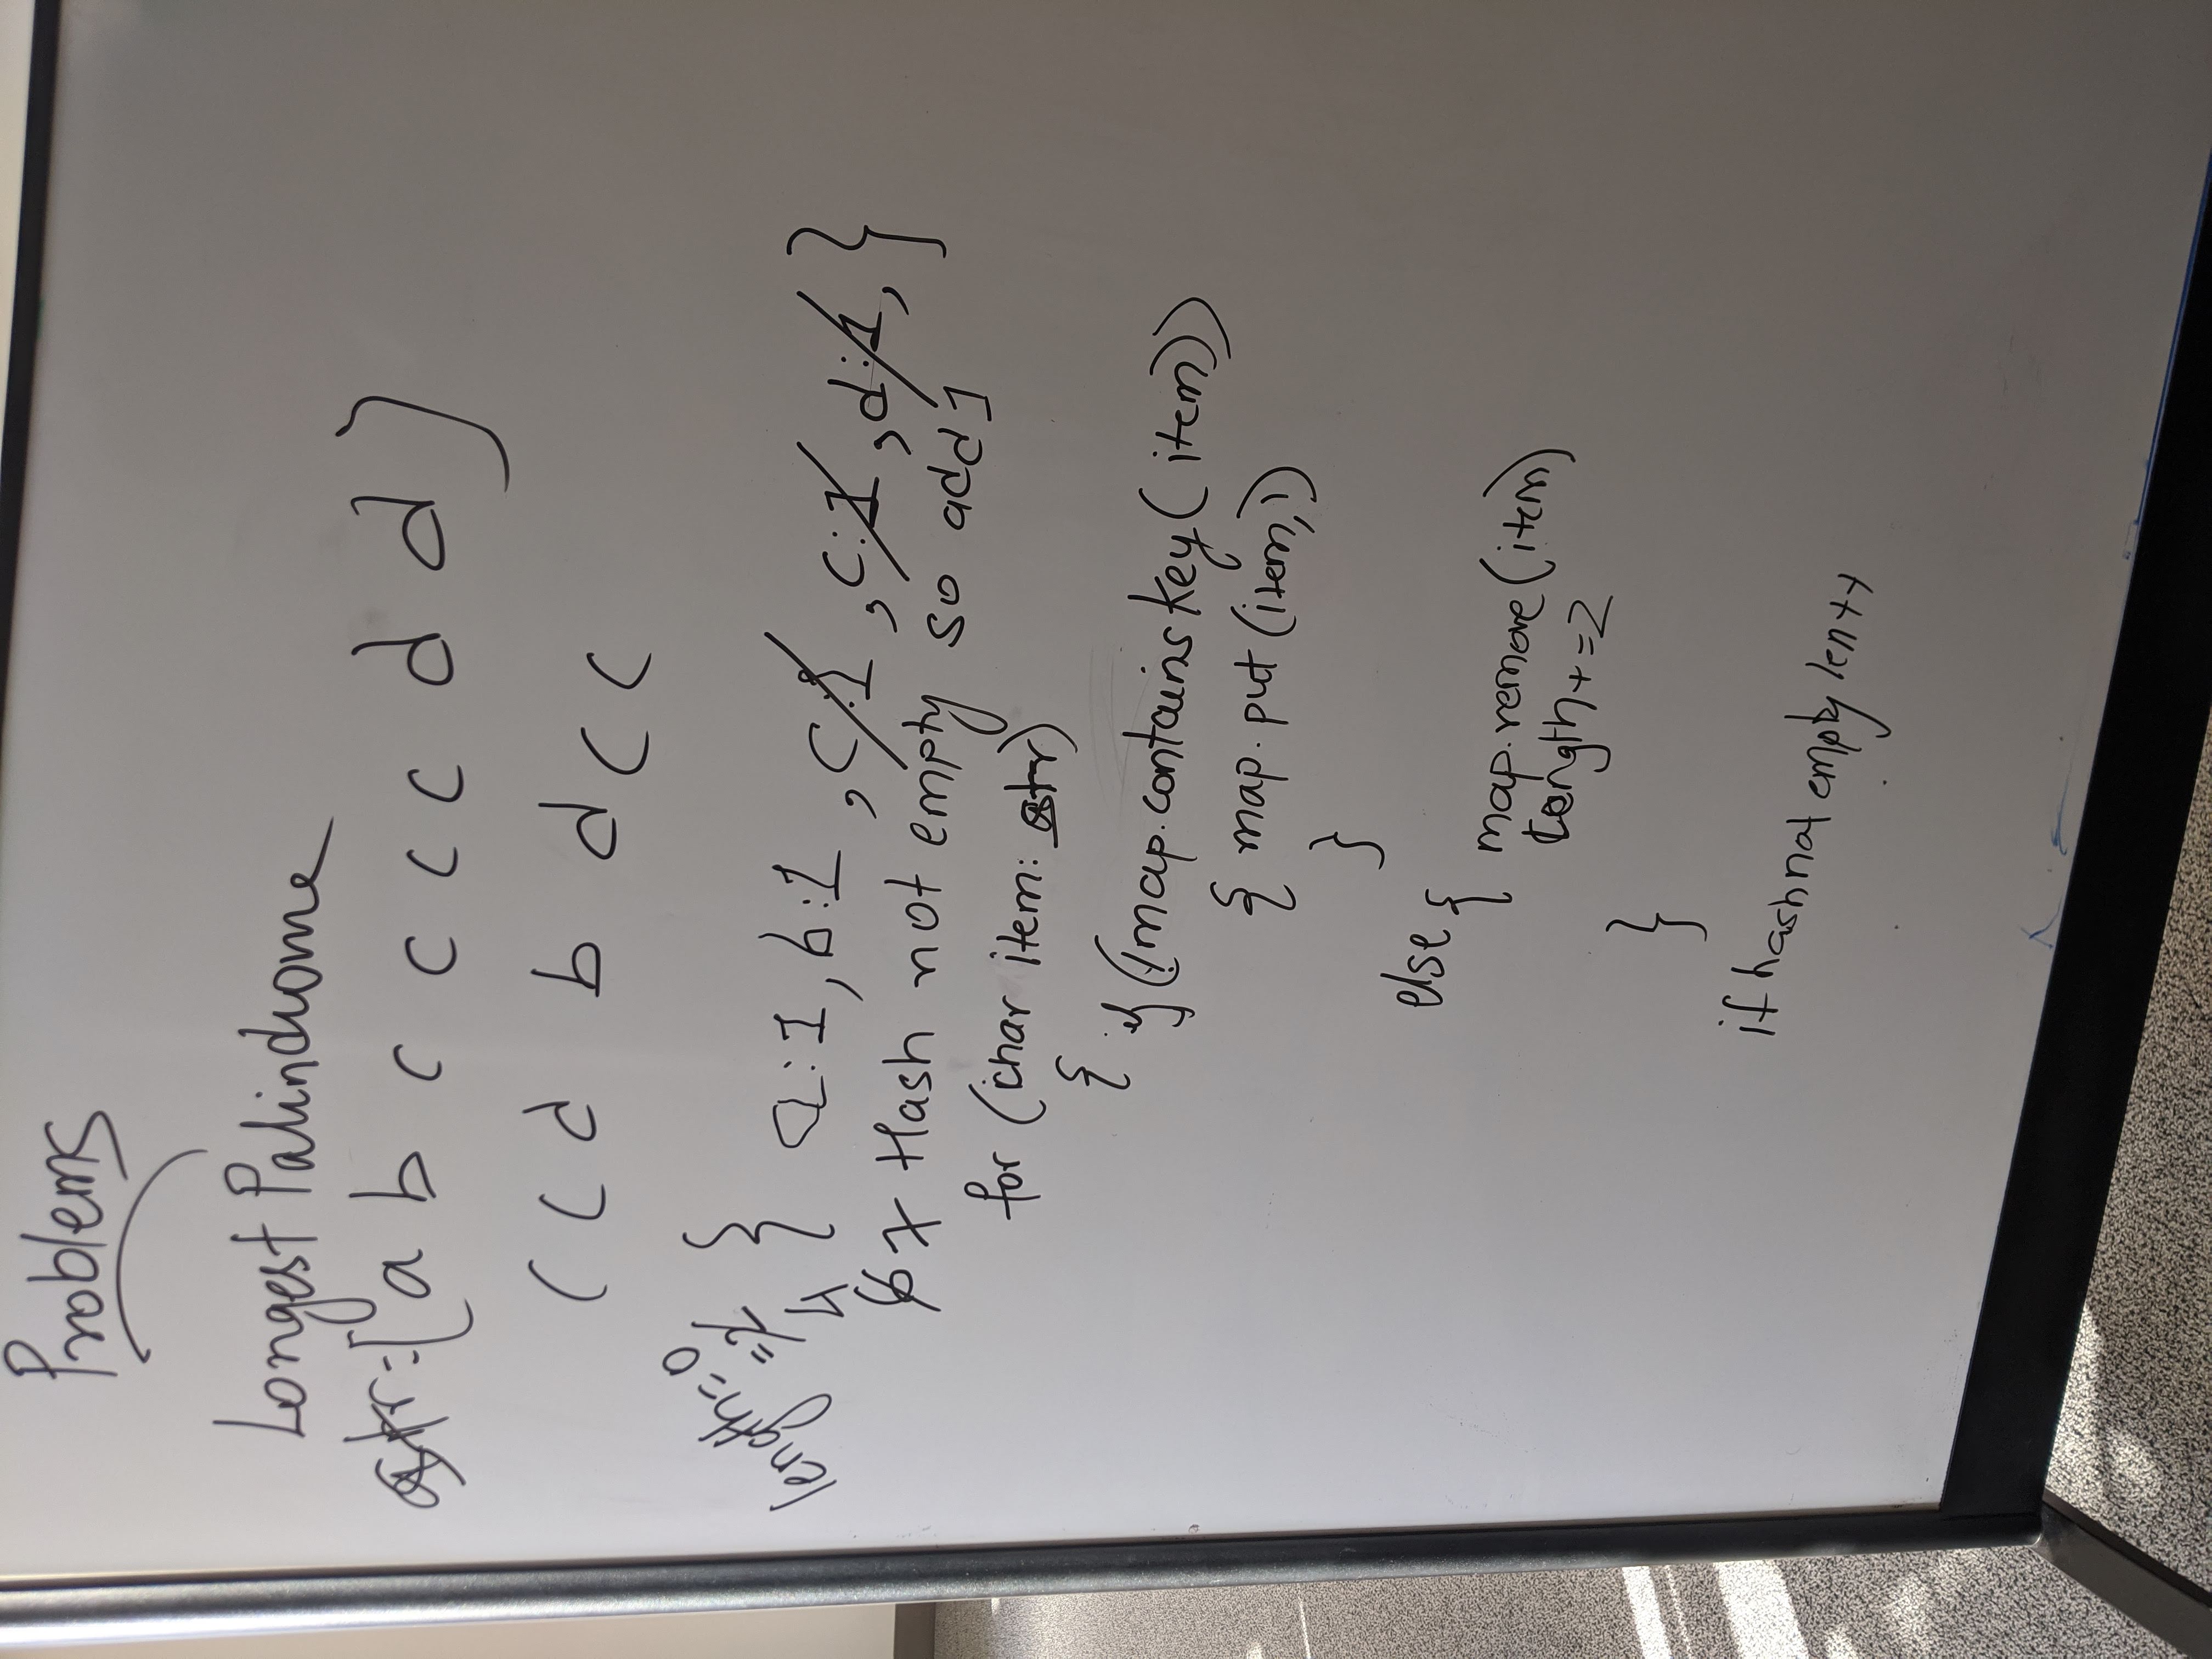 Problems
Longest Palindrome
str=[a b c c c c d d]
c c d b d c c
length=0
=2
4
{ a:1, b:1, c:1, c:1, d:1, }
6 7 Hash not empty so add 1
for (char item: str)
{ if (!map.containsKey(item))
{ map.put(item,1)
}
else {
map.remove(item)
length+=2
}
if hash not empty len++